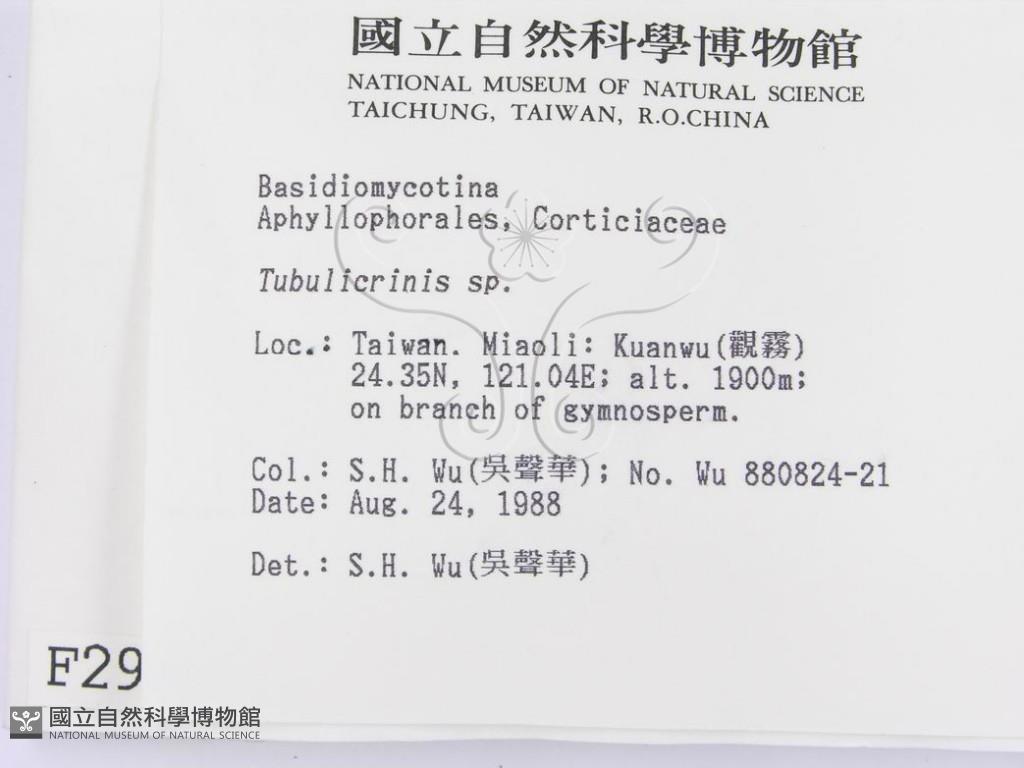 國立自然科學博物館
NATIONAL MUSEUM OF NATURAL SCIENCE
TAICHUNG, TAIWAN, R.O.CHINA
Basidiomycotina
Aphyllophorales, Corticiaceae
Tubulicrinis sp.
Loc.: Taiwan. Miaoli: Kuanwu(觀霧)
24.35N, 121.04E; alt. 1900m;
on branch of gymnosperm.
Col.: S.H. Wu(吳聲華); No. Wu 880824-21
Date: Aug. 24, 1988
Det.: S.H. Wu(吳聲華)
F29
國立自然科學博物館
NATIONAL MUSEUM OF NATURAL SCIENCE